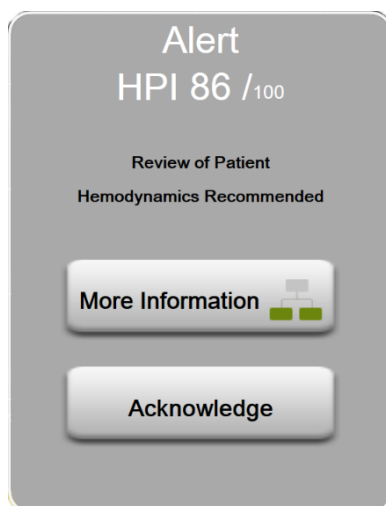 Alert
HPI 86 /100
Review of Patient
Hemodynamics Recommended
More Information
Acknowledge